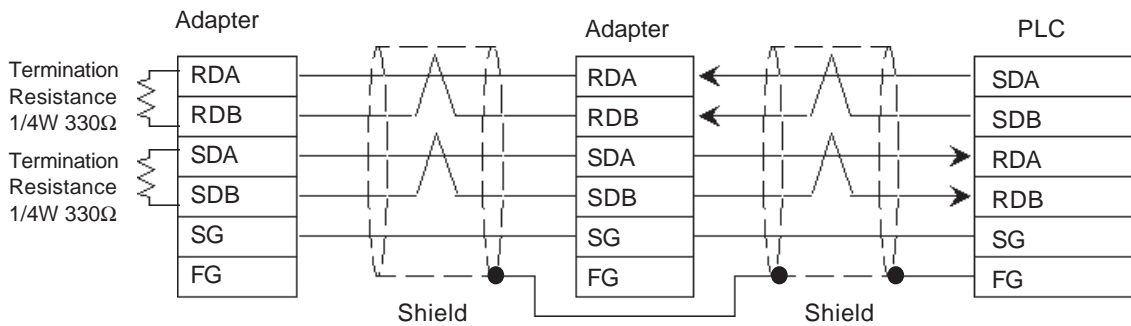 Adapter
Adapter
PLC
Termination
Resistance
1/4W 330Ω
Termination
Resistance
1/4W 330Ω
RDA
RDB
SDA
SDB
SG
FG
Shield
RDA
RDB
SDA
SDB
SG
FG
Shield
SDA
SDB
RDA
RDB
SG
FG